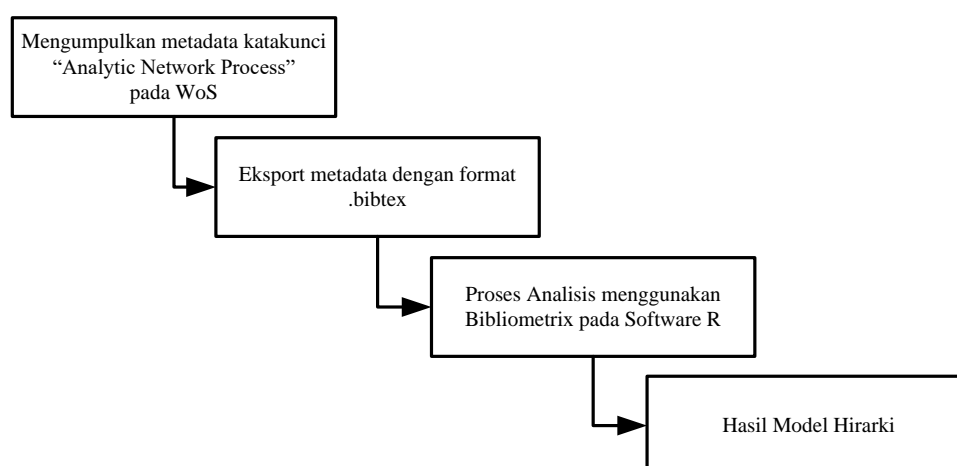 Mengumpulkan metadata katakunci
“Analytic Network Process”
pada WoS
Eksport metadata dengan format
.bibtex
Proses Analisis menggunakan
Bibliometrix pada Software R
Hasil Model Hirarki